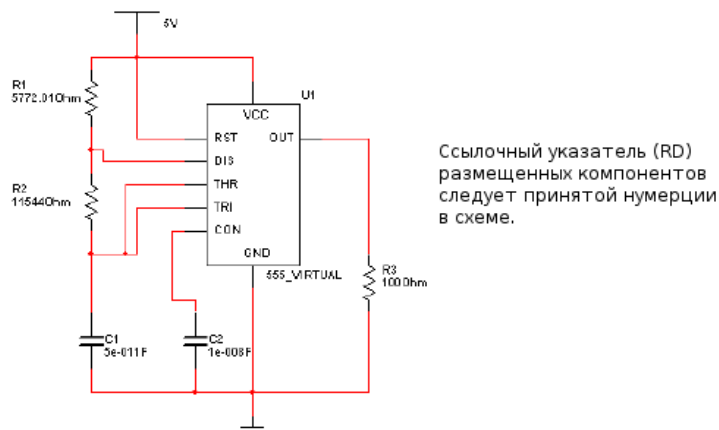 5V
R1
5772.01Ohm
U1
VCC
RST
OUT
DIS
R2
11544Ohm
THR
TRI
CON
GND
555_VIRTUAL
R3
100Ohm
C1
5e-011F
C2
1e-008F
Ссылочный указатель (RD)
размещенных компонентов
следует принятой нумерции
в схеме.